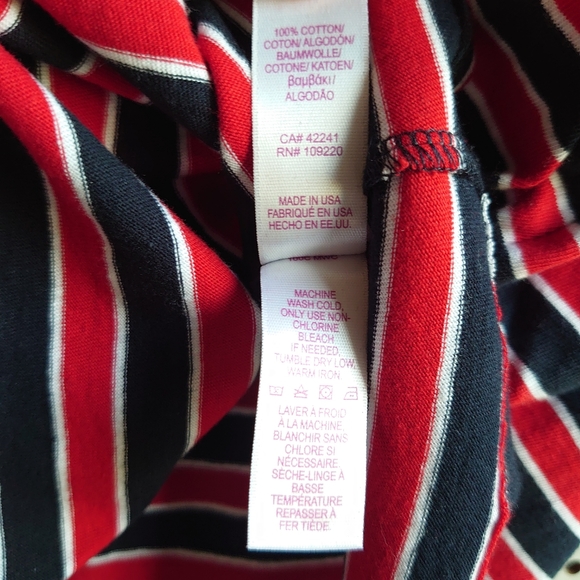 100% COTTON/
COTON/ ALGODÓN/
BAUMWOLLE/
COTONE/ KATOEN/
βαμβάκι/
ALGODÃO
CA# 42241
RN# 109220
MADE IN USA
FABRIQUÉ EN USA
HECHO EN EE.UU.
MACHINE
WASH COLD,
ONLY USE NON-
CHLORINE
BLEACH
IF NEEDED,
TUMBLE DRY LOW,
WARM IRON
LAVER À FROID
À LA MACHINE.
BLANCHIR SANS
CHLORE SI
NÉCESSAIRE.
SÈCHE-LINGE À
BASSE
TEMPÉRATURE
REPASSER À
FER TIÈDE.